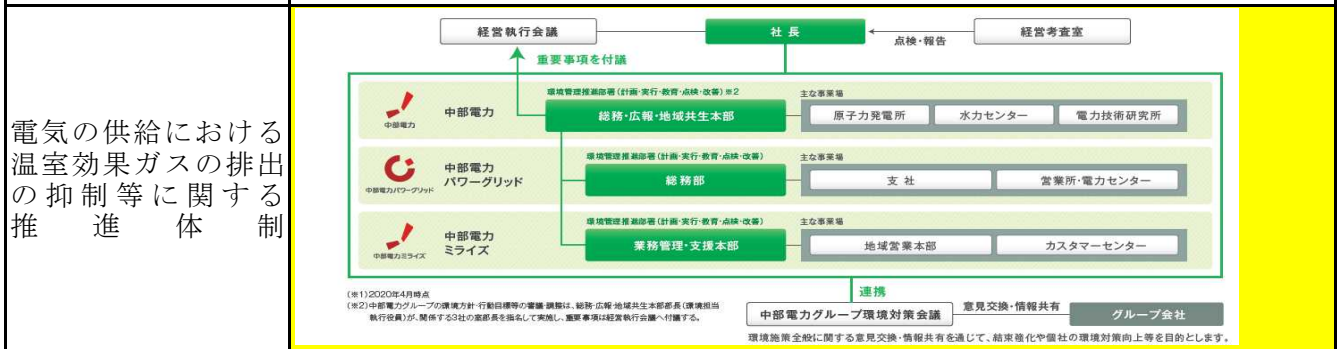 電気の供給における
温室効果ガスの排出
の抑制等に関する
推進体制
経営執行会議
社長
点検・報告
経営考査室
重要事項を付議
中部電力
中部電力
環境管理推進部署(計画・実行・教育・点検・改善)※2
総務・広報・地域共生本部
主な事業場
原子力発電所
水力センター
電力技術研究所
中部電力パワーグリッド
中部電力
パワーグリッド
環境管理推進部署(計画・実行・教育・点検・改善)
総務部
主な事業場
支社
営業所・電力センター
中部電力ミライズ
中部電力
ミライズ
環境管理推進部署(計画・実行・教育・点検・改善)
業務管理・支援本部
主な事業場
地域営業本部
カスタマーセンター
(※1)2020年4月時点
(※2)中部電力グループの環境方針・行動目標等の審議・調整は、総務・広報・地域共生本部部長(環境担当
執行役員)が、関係する3社の室部長を指名して実施し、重要事項は経営執行会議へ付議する。
連携
中部電力グループ環境対策会議
意見交換・情報共有
グループ会社
環境施策全般に関する意見交換・情報共有を通じて、結束強化や個社の環境対策向上等を目的とします。